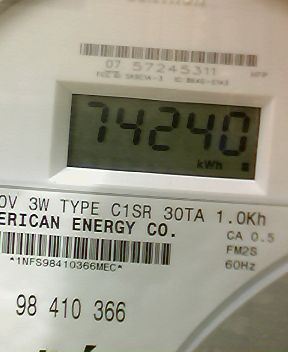 07 57245311
74240
kWh
0V 3W TYPE C1SR 30TA 1.0Kh
ERICAN ENERGY CO.
CA 0.5
FM2S
*1NFS98410366MEC*
60Hz
98 410 366